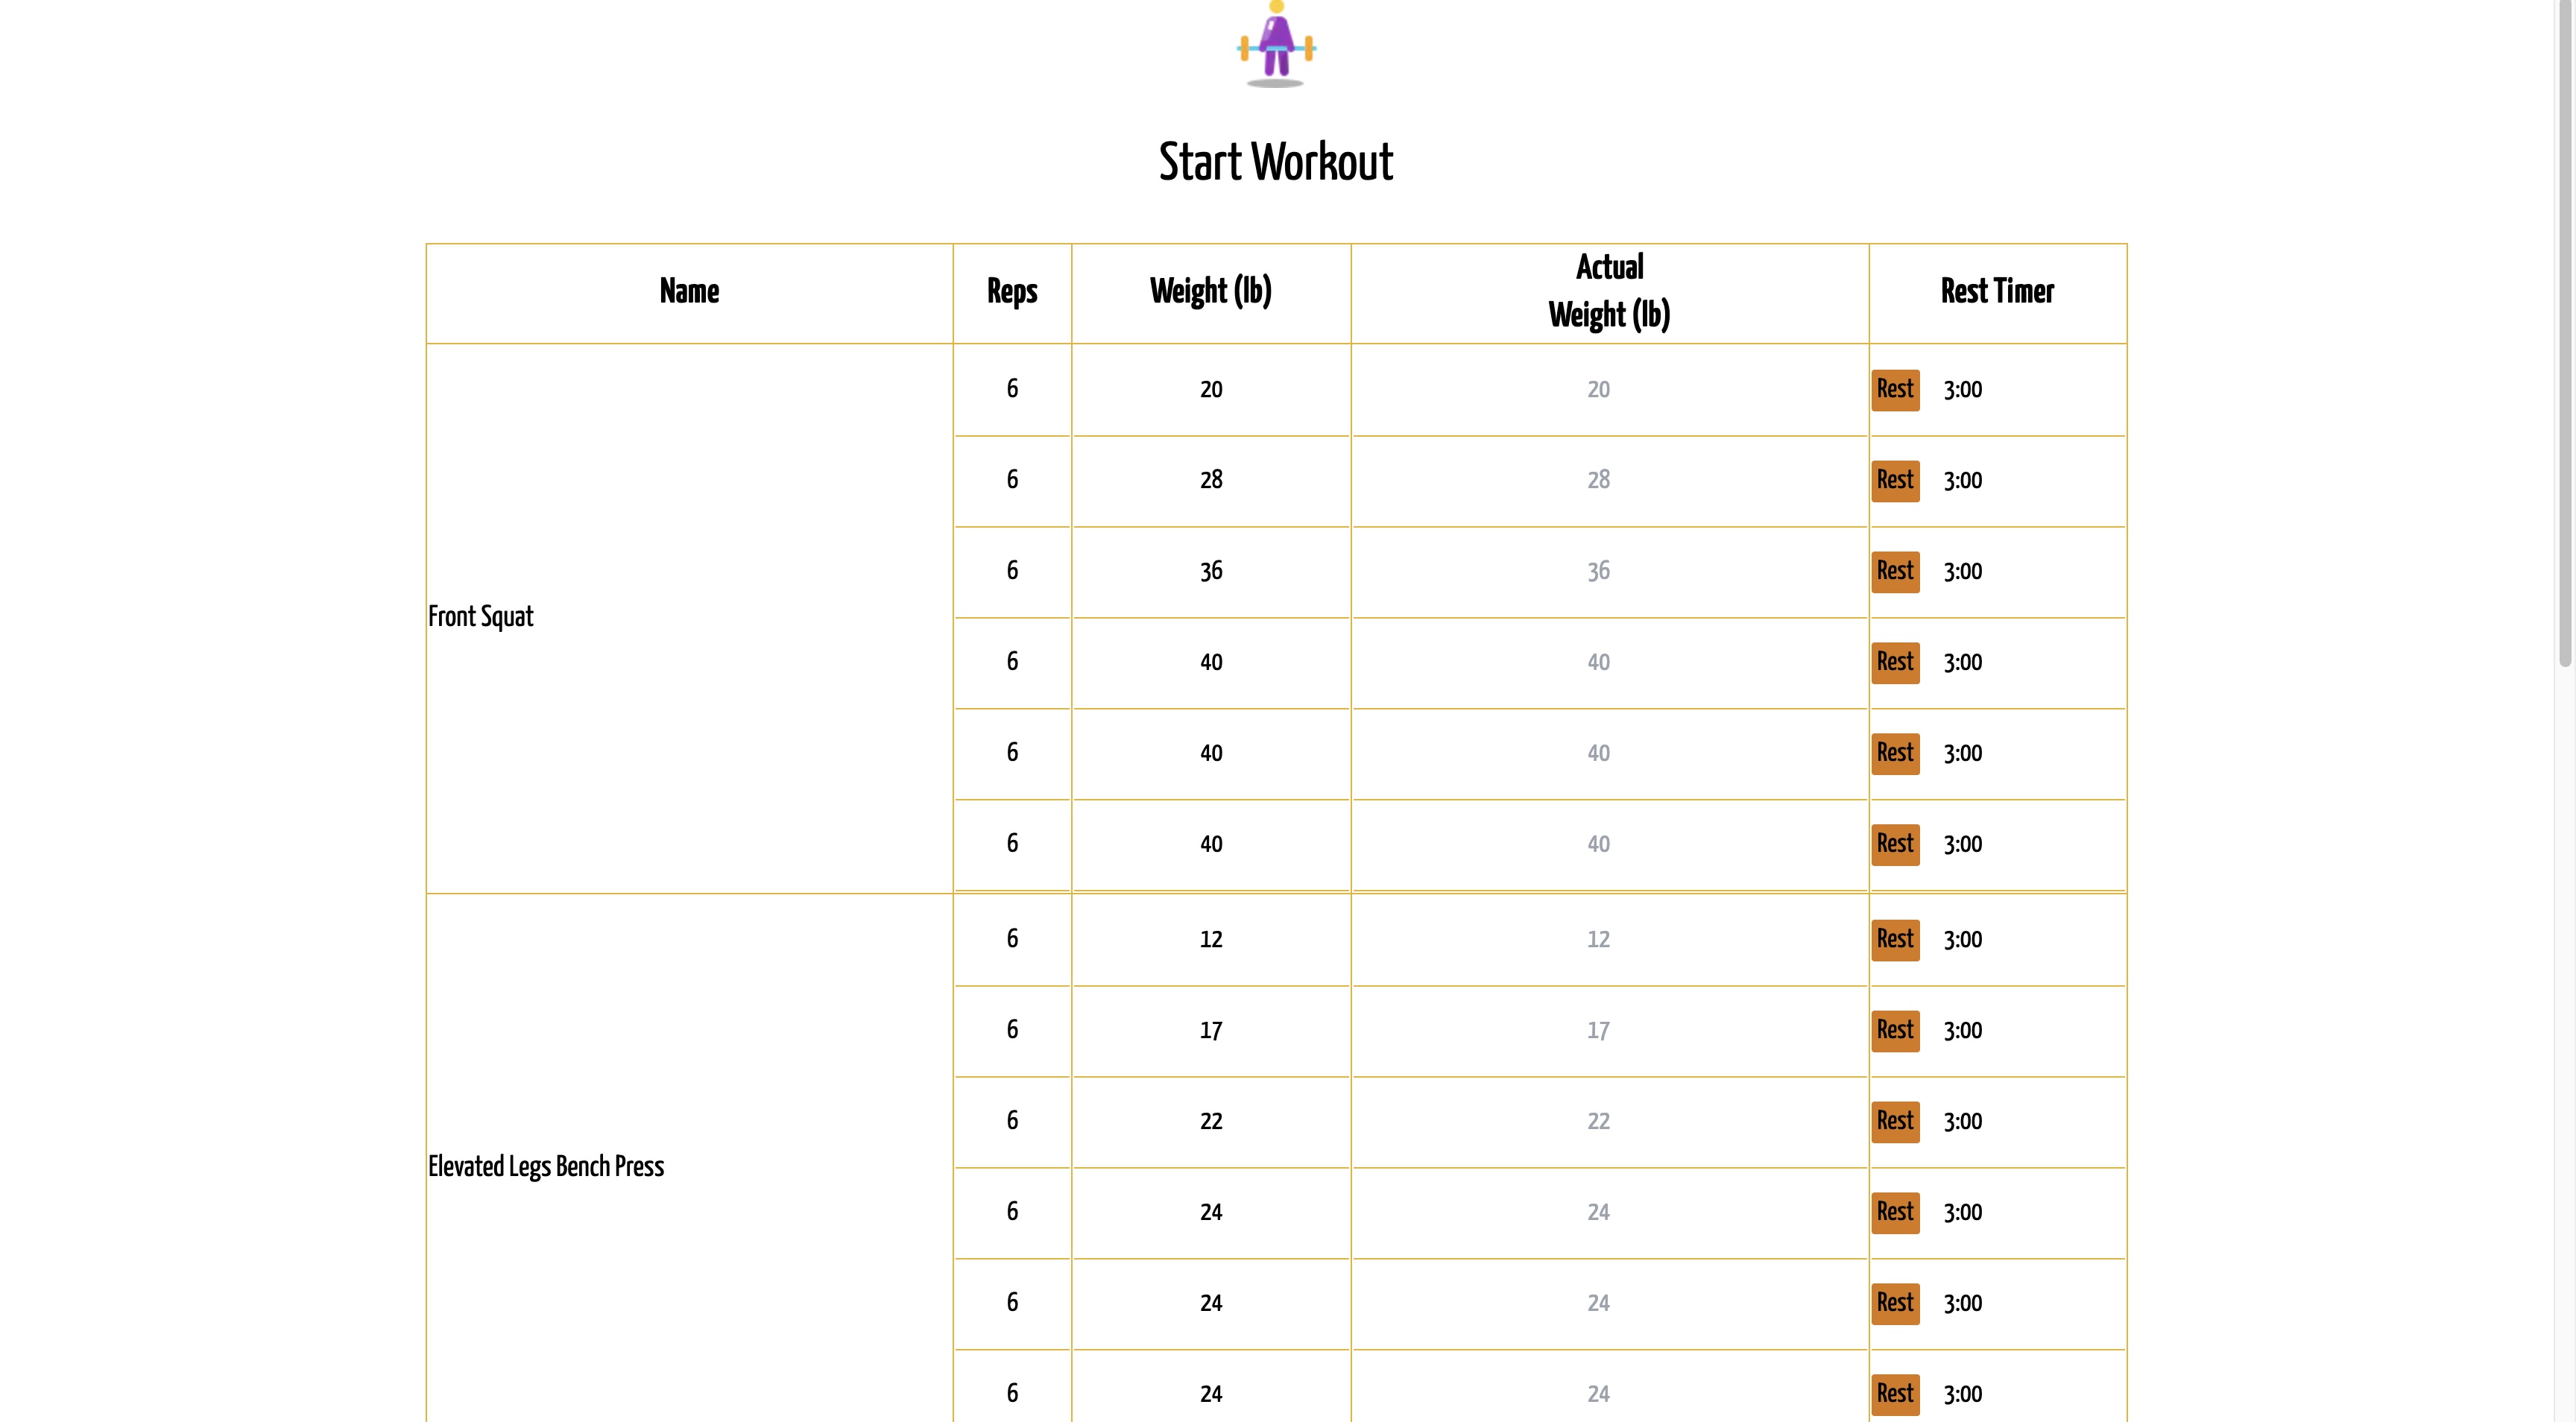 Start Workout
Name Reps Weight (lb) Actual Weight (lb) Rest Timer
Front Squat
6 20 20 Rest 3:00
6 28 28 Rest 3:00
6 36 36 Rest 3:00
6 40 40 Rest 3:00
6 40 40 Rest 3:00
6 40 40 Rest 3:00
Elevated Legs Bench Press
6 12 12 Rest 3:00
6 17 17 Rest 3:00
6 22 22 Rest 3:00
6 24 24 Rest 3:00
6 24 24 Rest 3:00
6 24 24 Rest 3:00